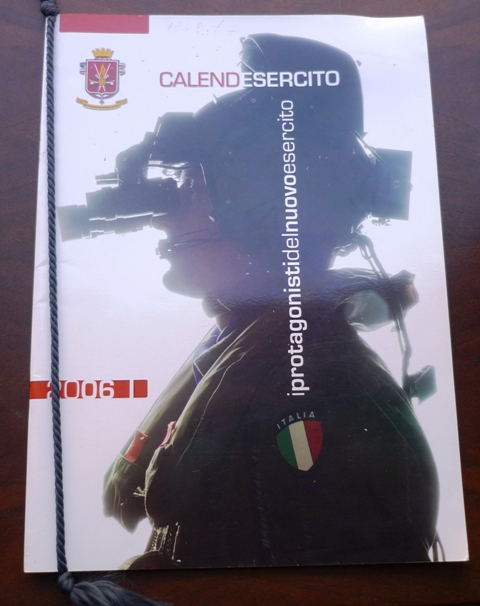 CALENDESERCITO
iprotagonistidelnuovoesercito
2006
ITALIA